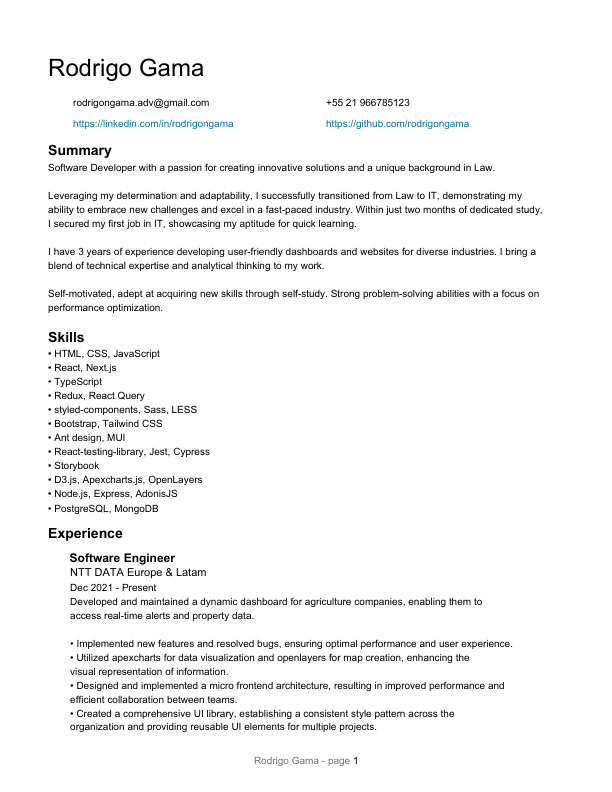 Rodrigo Gama
rodrigongama.adv@gmail.com +55 21 966785123
https://linkedin.com/in/rodrigongama https://github.com/rodrigongama
Summary
Software Developer with a passion for creating innovative solutions and a unique background in Law.
Leveraging my determination and adaptability, I successfully transitioned from Law to IT, demonstrating my
ability to embrace new challenges and excel in a fast-paced industry. Within just two months of dedicated study,
I secured my first job in IT, showcasing my aptitude for quick learning.
I have 3 years of experience developing user-friendly dashboards and websites for diverse industries. I bring a
blend of technical expertise and analytical thinking to my work.
Self-motivated, adept at acquiring new skills through self-study. Strong problem-solving abilities with a focus on
performance optimization.
Skills
• HTML, CSS, JavaScript
• React, Next.js
• TypeScript
• Redux, React Query
• styled-components, Sass, LESS
• Bootstrap, Tailwind CSS
• Ant design, MUI
• React-testing-library, Jest, Cypress
• Storybook
• D3.js, Apexcharts.js, OpenLayers
• Node.js, Express, AdonisJS
• PostgreSQL, MongoDB
Experience
Software Engineer
NTT DATA Europe & Latam
Dec 2021 - Present
Developed and maintained a dynamic dashboard for agriculture companies, enabling them to
access real-time alerts and property data.
• Implemented new features and resolved bugs, ensuring optimal performance and user experience.
• Utilized apexcharts for data visualization and openlayers for map creation, enhancing the
visual representation of information.
• Designed and implemented a micro frontend architecture, resulting in improved performance and
efficient collaboration between teams.
• Created a comprehensive UI library, establishing a consistent style pattern across the
organization and providing reusable UI elements for multiple projects.
Rodrigo Gama - page 1